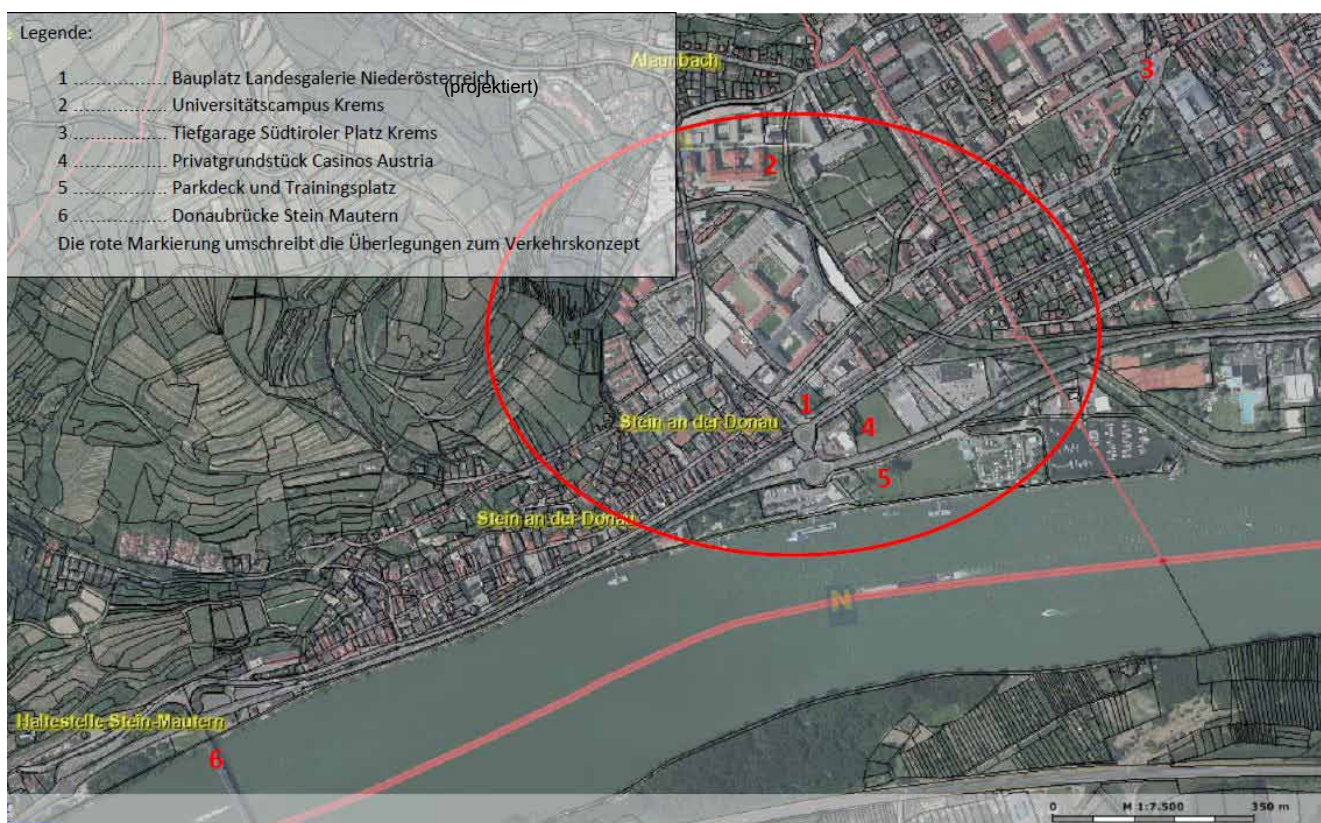 Legende:
1 .................... Bauplatz Landesgalerie Niederösterreich (projektiert)
2 .................... Universitätscampus Krems
3 .................... Tiefgarage Südtiroler Platz Krems
4 .................... Privatgrundstück Casinos Austria
5 .................... Parkdeck und Trainingsplatz
6 .................... Donaubrücke Stein Mautern
Die rote Markierung umschreibt die Überlegungen zum Verkehrskonzept
Alaunbach
3
2
1
Stein an der Donau
4
5
Stein an der Donau
N
Haltestelle Stein-Mautern
6
0 M 1:7.500 350 m